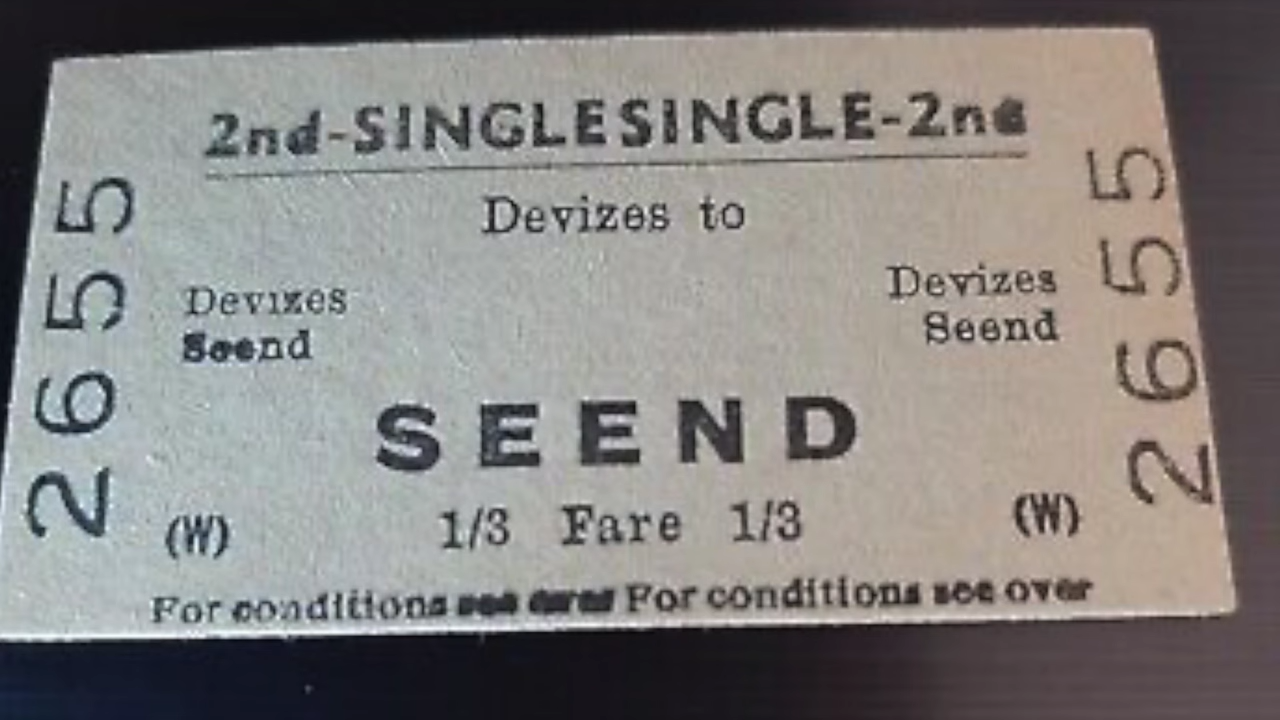 2nd-SINGLE SINGLE-2nd
Devizes to
Devizes
Seend
Devizes
Seend
SEEND
(W) 1/3 Fare 1/3 (W)
For conditions see over For conditions see over
2655
2655